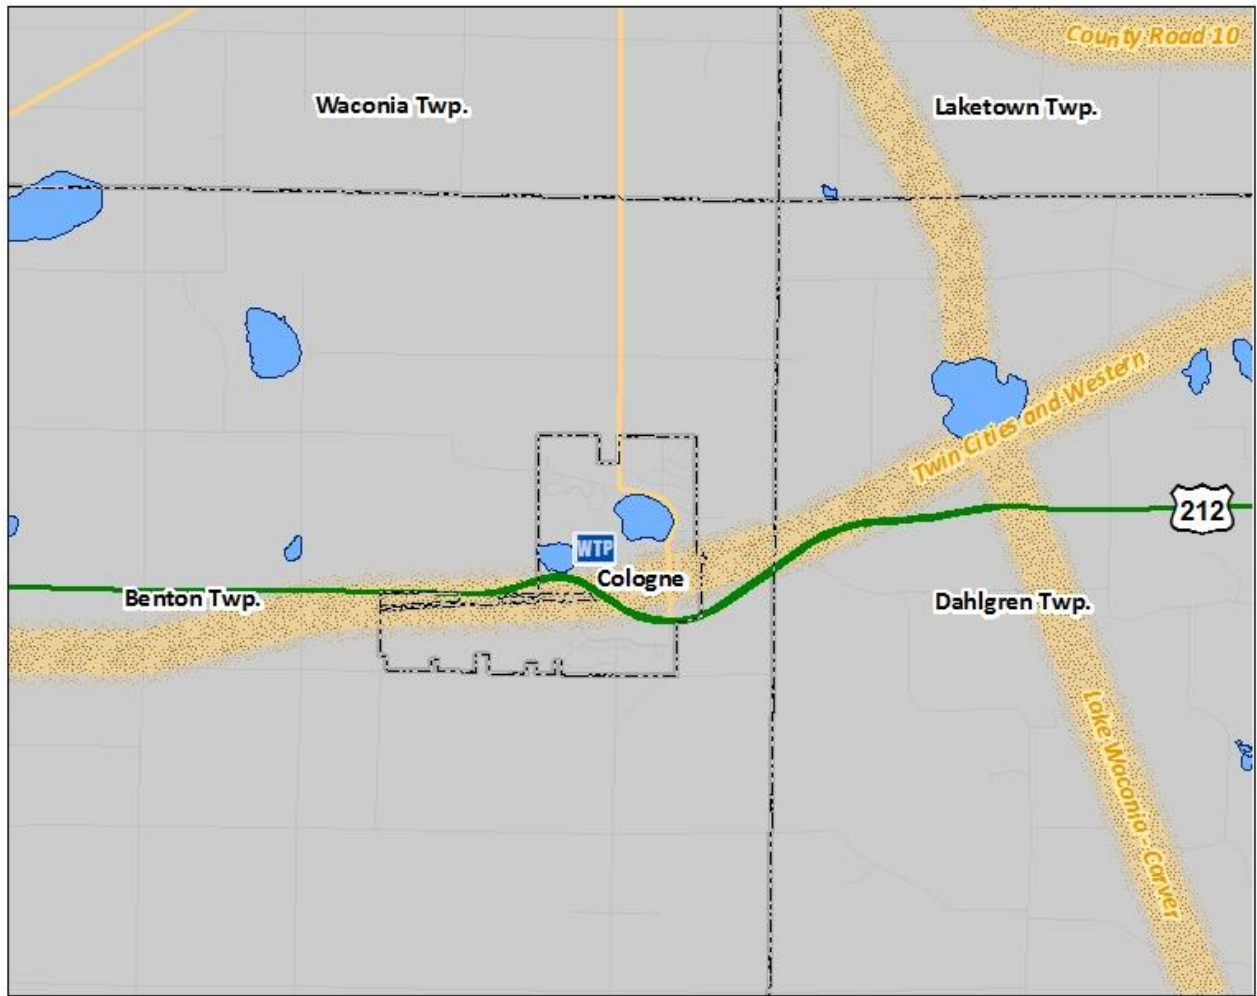 County Road 10
Waconia Twp.
Laketown Twp.
Twin Cities and Western
212
WTP
Cologne
Benton Twp.
Dahlgren Twp.
Lake Waconia - Carver